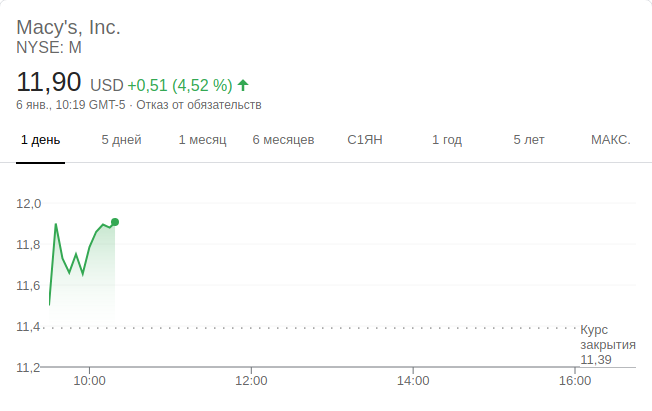 Macy's, Inc.
NYSE: M
11,90 USD +0,51 (4,52 %)
6 янв., 10:19 GMT-5 · Отказ от обязательств
1 день 5 дней 1 месяц 6 месяцев С1ЯН 1 год 5 лет МАКС.
12,0
11,8
11,6
11,4
Курс
закрытия
11,39
11,2
10:00 12:00 14:00 16:00